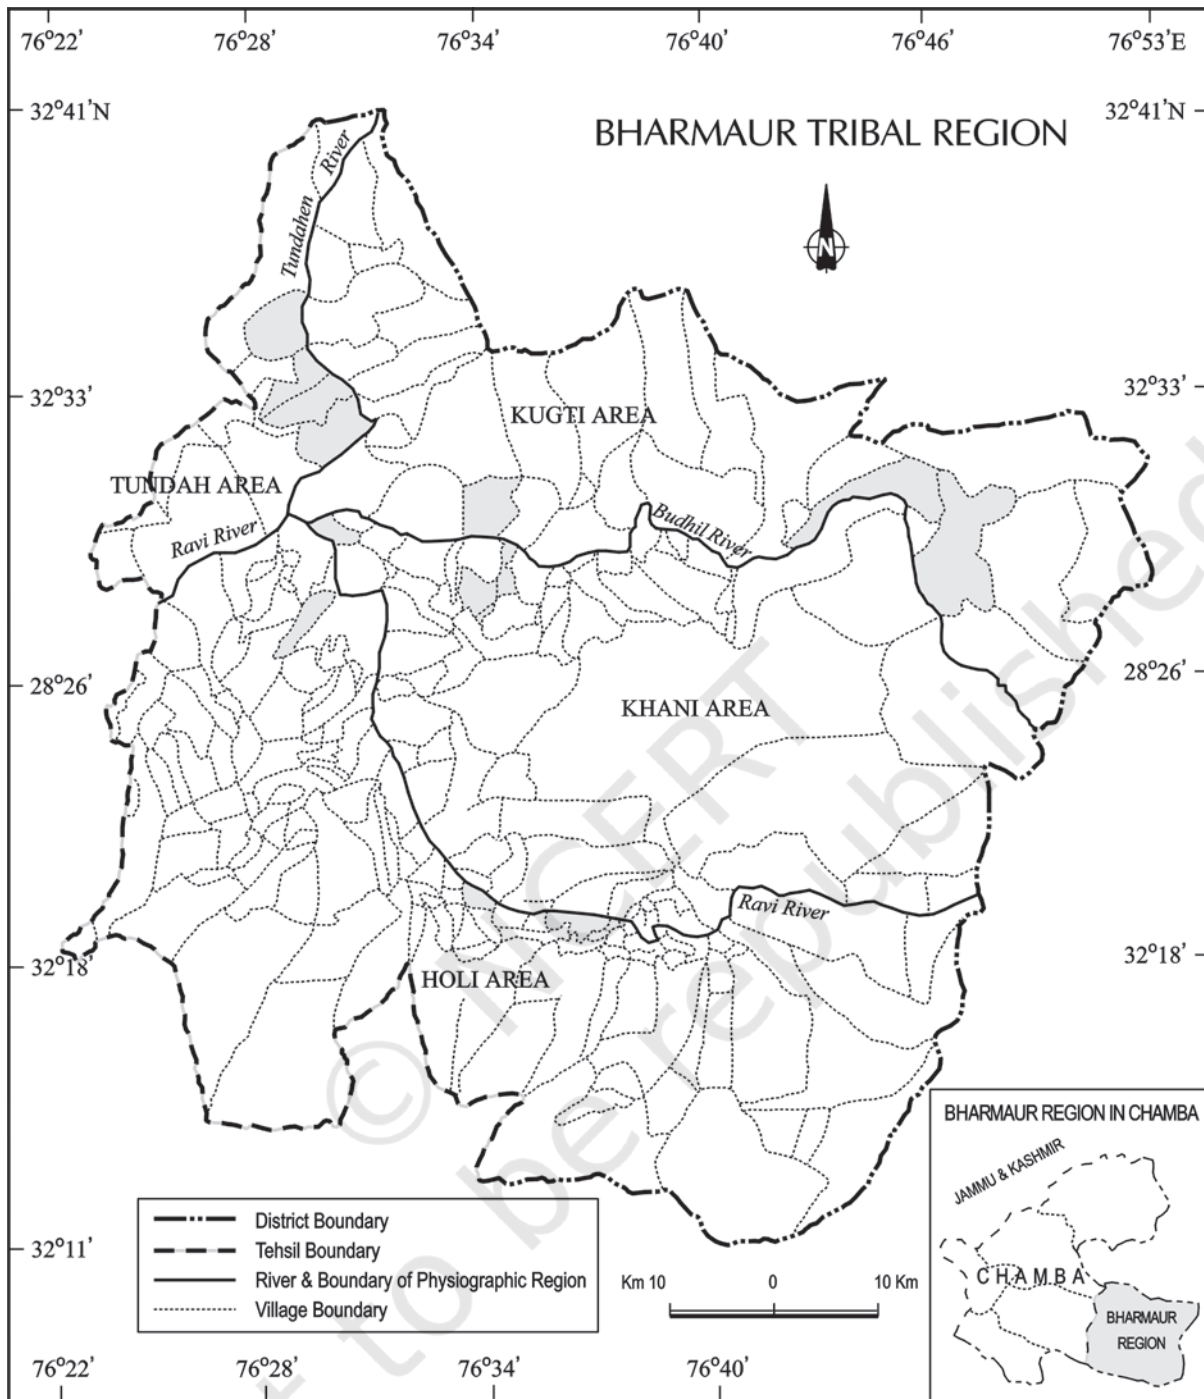 76°22’ 76°28’ 76°34’ 76°40’ 76°46’ 76°53’E
32°41’N 32°41’N
BHARMAUR TRIBAL REGION
River
Tundahen
N
32°33’ 32°33’
KUGTI AREA
TUNDAH AREA
Ravi River
Budhil River
28°26’ 28°26’
KHANI AREA
Ravi River
32°18’ 32°18’
HOLI AREA
© NCERT
to be republished
BHARMAUR REGION IN CHAMBA
JAMMU & KASHMIR
CHAMBA
BHARMAUR
REGION
District Boundary
Tehsil Boundary
River & Boundary of Physiographic Region
Village Boundary
32°11’
Km 10 0 10 Km
76°22’ 76°28’ 76°34’ 76°40’